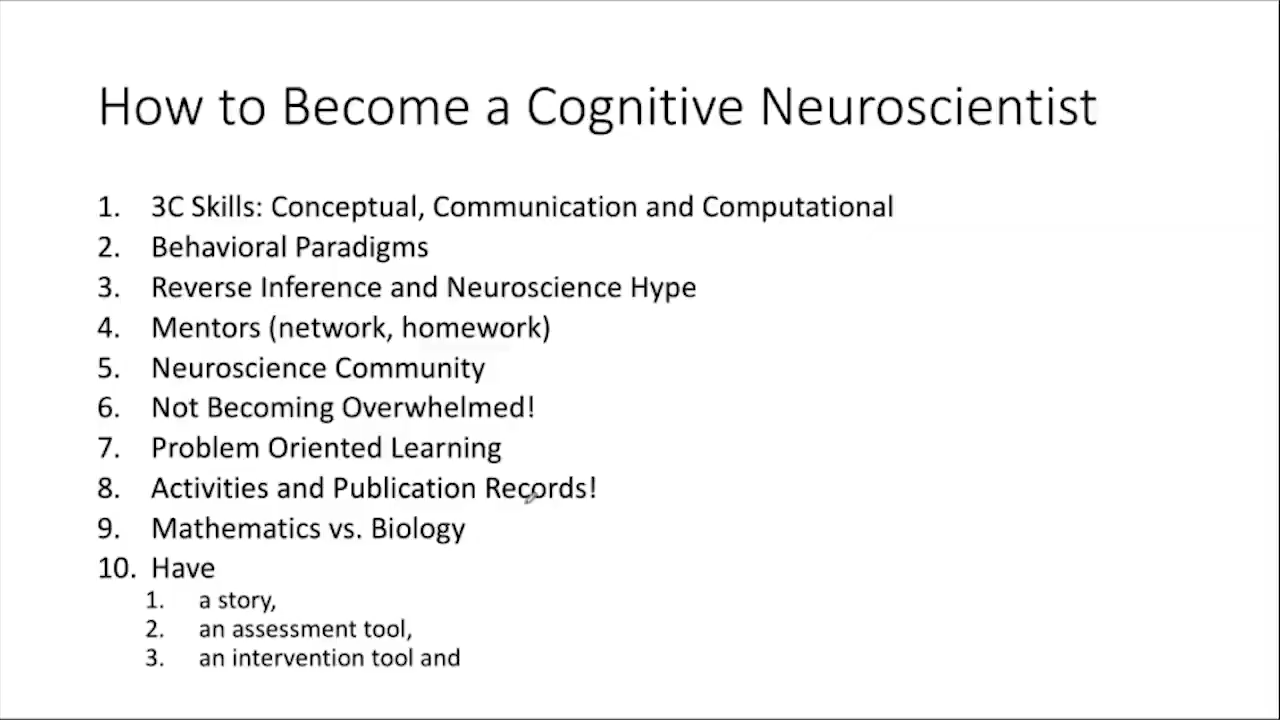 How to Become a Cognitive Neuroscientist
1. 3C Skills: Conceptual, Communication and Computational
2. Behavioral Paradigms
3. Reverse Inference and Neuroscience Hype
4. Mentors (network, homework)
5. Neuroscience Community
6. Not Becoming Overwhelmed!
7. Problem Oriented Learning
8. Activities and Publication Records!
9. Mathematics vs. Biology
10. Have
1. a story,
2. an assessment tool,
3. an intervention tool and